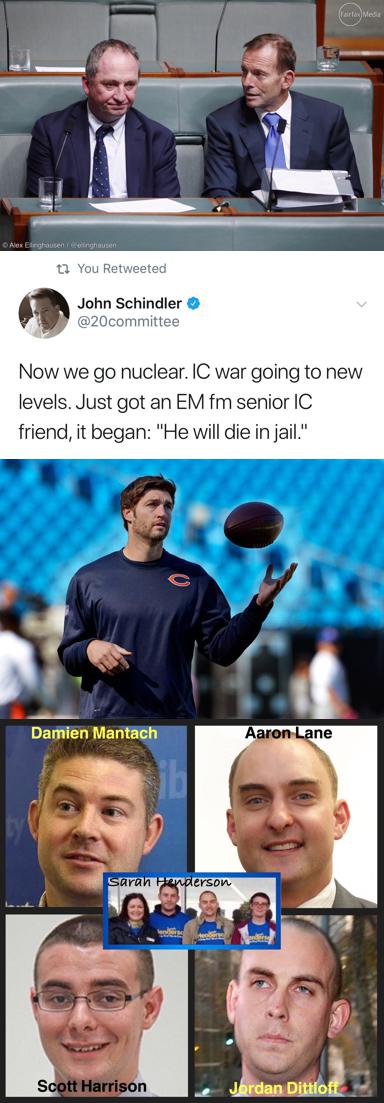 Fairfax Media
© Alex Ellinghausen / @ellinghausen
You Retweeted
John Schindler
@20committee
Now we go nuclear. IC war going to new
levels. Just got an EM fm senior IC
friend, it began: "He will die in jail."
C
Damien Mantach
Aaron Lane
Sarah Henderson
Scott Harrison
Jordan Dittloff